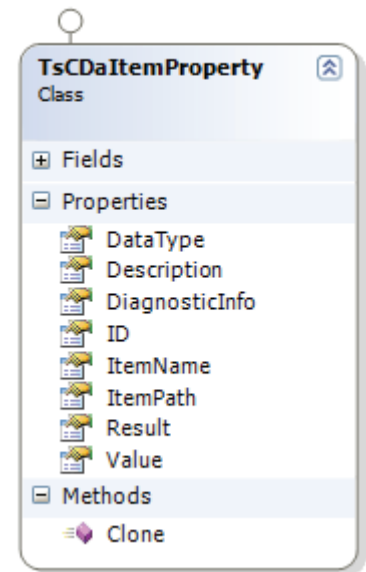 TsCDaItemProperty
Class
Fields
Properties
DataType
Description
DiagnosticInfo
ID
ItemName
ItemPath
Result
Value
Methods
Clone